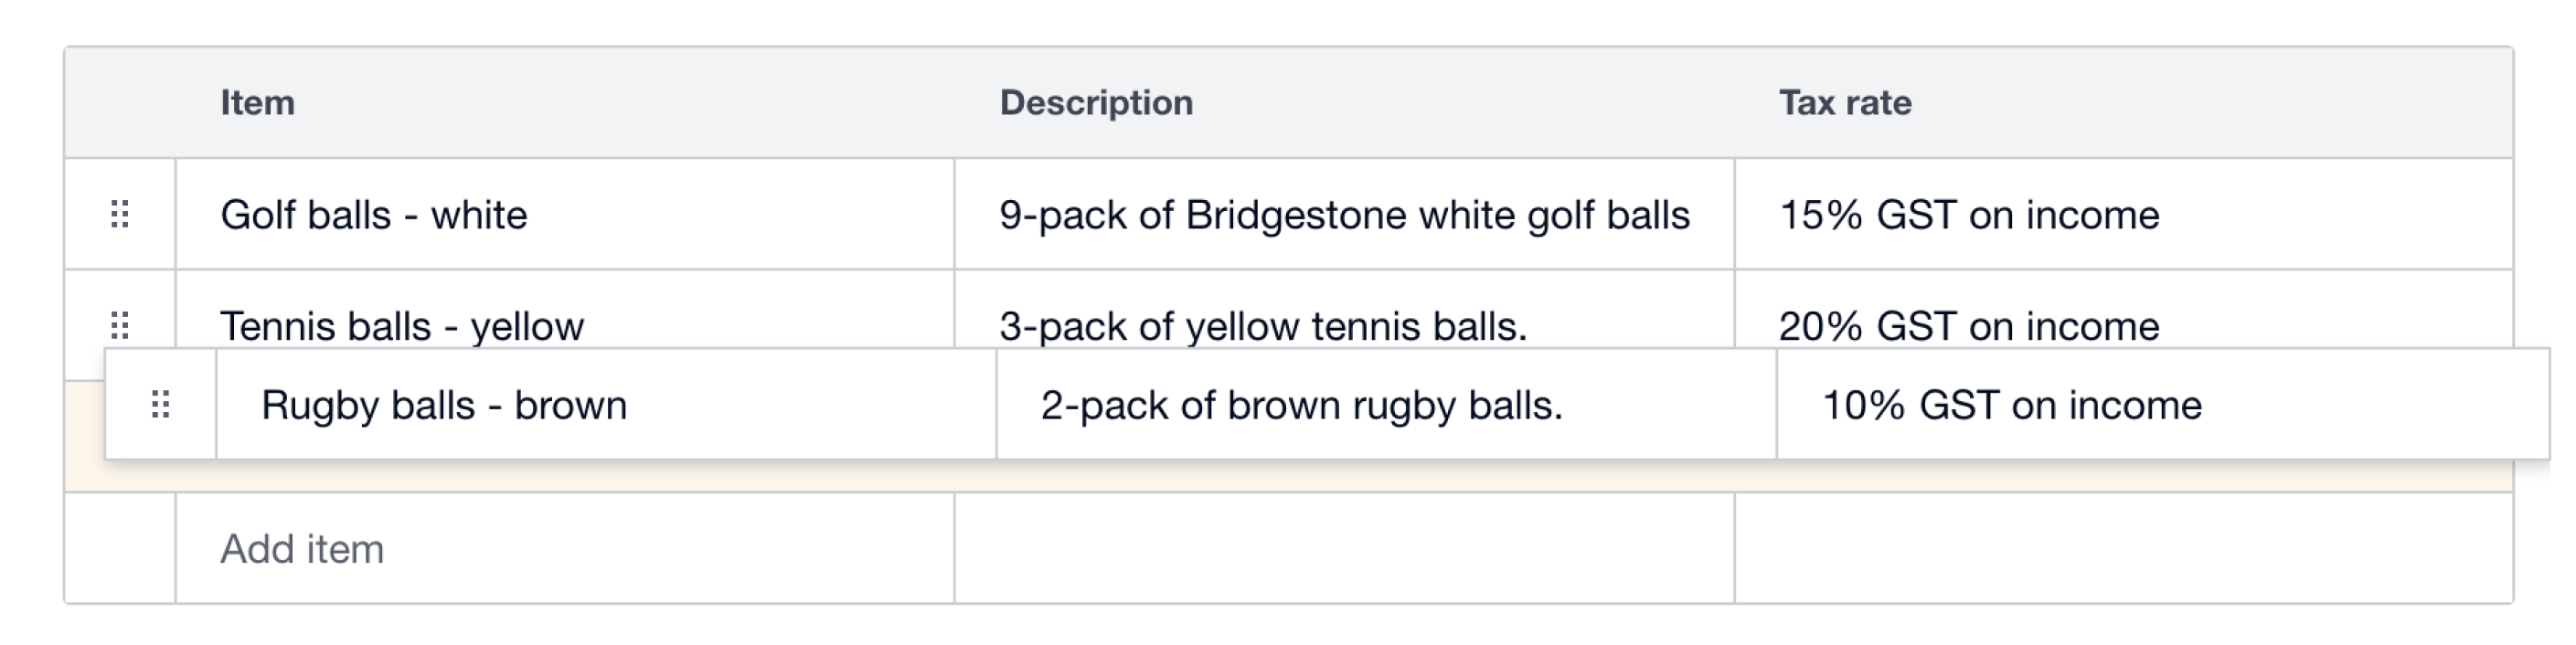 Item Description Tax rate
Golf balls - white 9-pack of Bridgestone white golf balls 15% GST on income
Tennis balls - yellow 3-pack of yellow tennis balls. 20% GST on income
Rugby balls - brown 2-pack of brown rugby balls. 10% GST on income
Add item